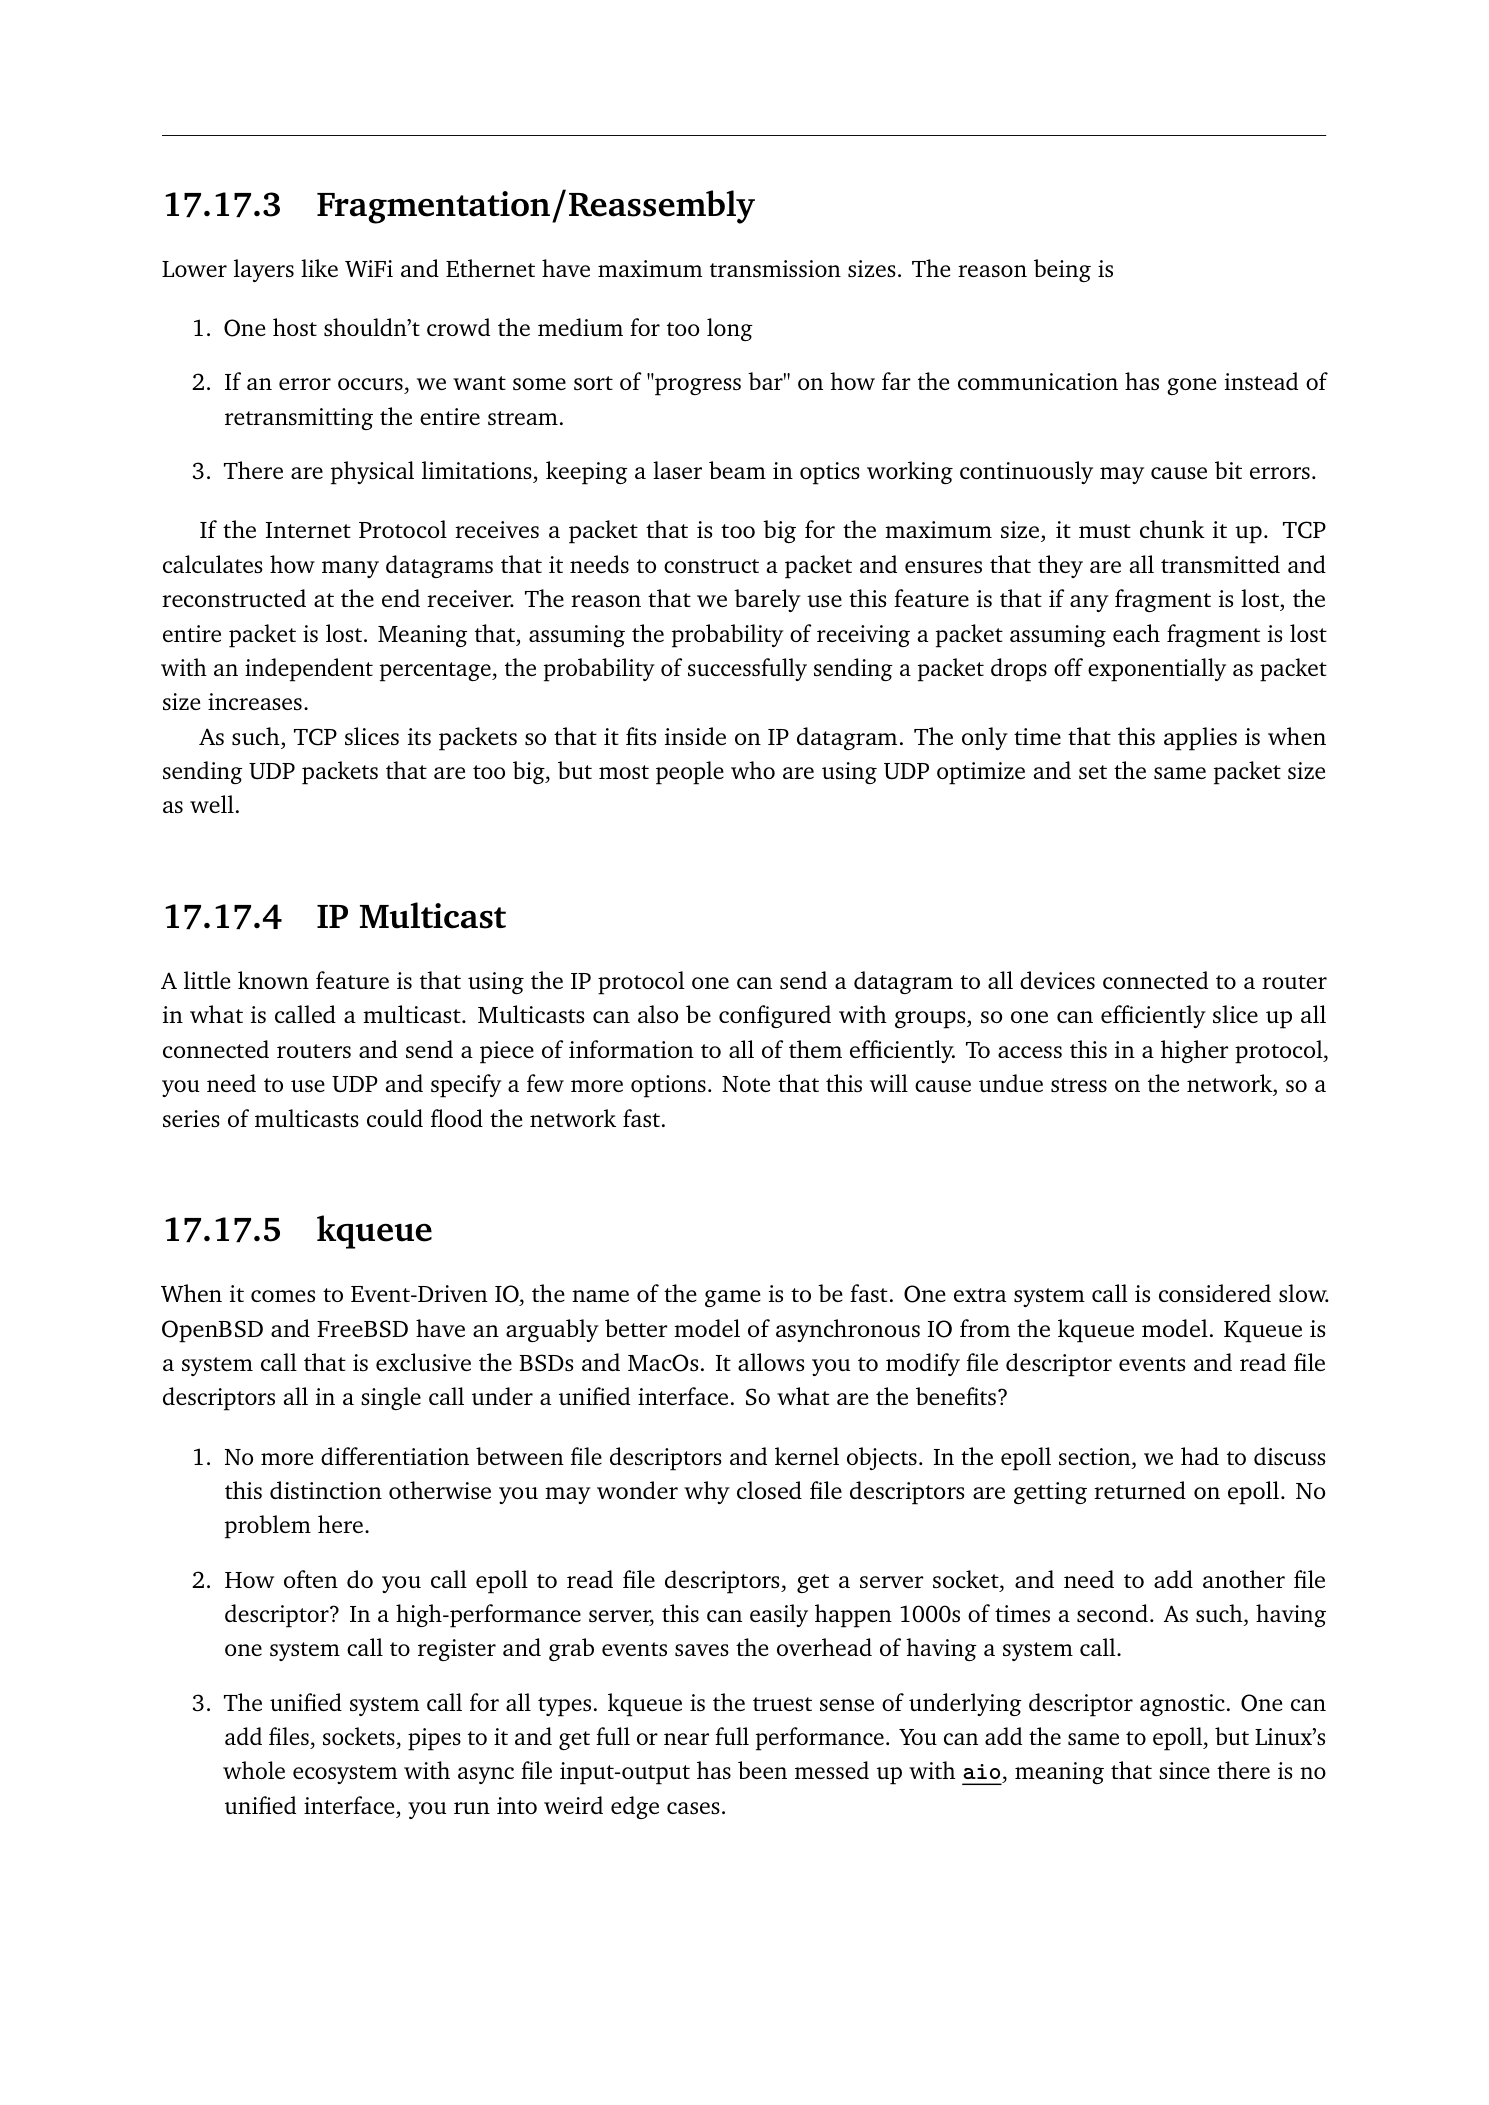 17.17.3 Fragmentation/Reassembly
Lower layers like WiFi and Ethernet have maximum transmission sizes. The reason being is
1. One host shouldn’t crowd the medium for too long
2. If an error occurs, we want some sort of "progress bar" on how far the communication has gone instead of
retransmitting the entire stream.
3. There are physical limitations, keeping a laser beam in optics working continuously may cause bit errors.
If the Internet Protocol receives a packet that is too big for the maximum size, it must chunk it up. TCP
calculates how many datagrams that it needs to construct a packet and ensures that they are all transmitted and
reconstructed at the end receiver. The reason that we barely use this feature is that if any fragment is lost, the
entire packet is lost. Meaning that, assuming the probability of receiving a packet assuming each fragment is lost
with an independent percentage, the probability of successfully sending a packet drops off exponentially as packet
size increases.
As such, TCP slices its packets so that it fits inside on IP datagram. The only time that this applies is when
sending UDP packets that are too big, but most people who are using UDP optimize and set the same packet size
as well.
17.17.4 IP Multicast
A little known feature is that using the IP protocol one can send a datagram to all devices connected to a router
in what is called a multicast. Multicasts can also be configured with groups, so one can efficiently slice up all
connected routers and send a piece of information to all of them efficiently. To access this in a higher protocol,
you need to use UDP and specify a few more options. Note that this will cause undue stress on the network, so a
series of multicasts could flood the network fast.
17.17.5 kqueue
When it comes to Event-Driven IO, the name of the game is to be fast. One extra system call is considered slow.
OpenBSD and FreeBSD have an arguably better model of asynchronous IO from the kqueue model. Kqueue is
a system call that is exclusive the BSDs and MacOs. It allows you to modify file descriptor events and read file
descriptors all in a single call under a unified interface. So what are the benefits?
1. No more differentiation between file descriptors and kernel objects. In the epoll section, we had to discuss
this distinction otherwise you may wonder why closed file descriptors are getting returned on epoll. No
problem here.
2. How often do you call epoll to read file descriptors, get a server socket, and need to add another file
descriptor? In a high-performance server, this can easily happen 1000s of times a second. As such, having
one system call to register and grab events saves the overhead of having a system call.
3. The unified system call for all types. kqueue is the truest sense of underlying descriptor agnostic. One can
add files, sockets, pipes to it and get full or near full performance. You can add the same to epoll, but Linux’s
whole ecosystem with async file input-output has been messed up with aio, meaning that since there is no
unified interface, you run into weird edge cases.